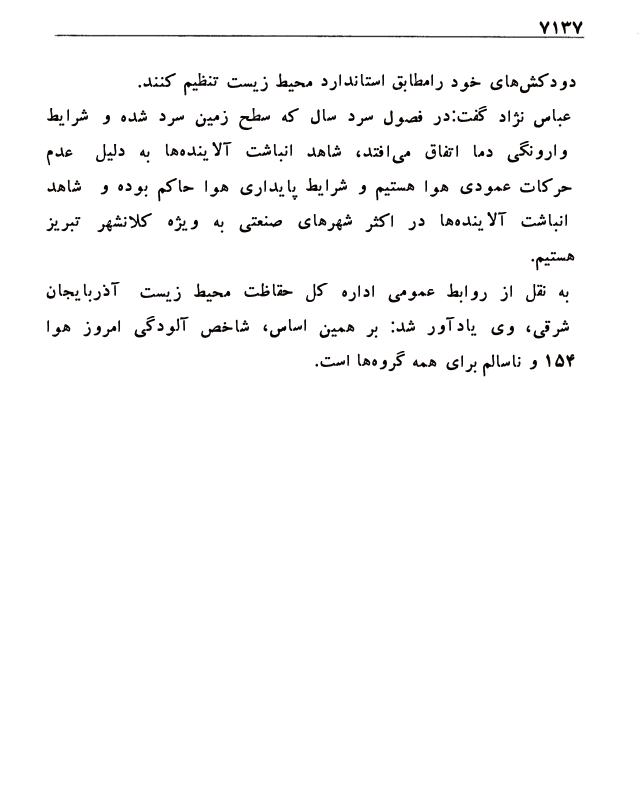 ۷۱۳۷
دودکش‌های خود رامطابق استاندارد محیط زیست تنظیم کنند.
عباس نژاد گفت:در فصول سرد سال که سطح زمین سرد شده و شرایط
وارونگی دما اتفاق می‌افتد، شاهد انباشت آلاینده‌ها به دلیل عدم
حرکات عمودی هوا هستیم و شرایط پایداری هوا حاکم بوده و شاهد
انباشت آلاینده‌ها در اکثر شهرهای صنعتی به ویژه کلانشهر تبریز
هستیم.
به نقل از روابط عمومی اداره کل حفاظت محیط زیست آذربایجان
شرقی، وی یادآور شد: بر همین اساس، شاخص آلودگی امروز هوا
۱۵۴ و ناسالم برای همه گروه‌ها است.